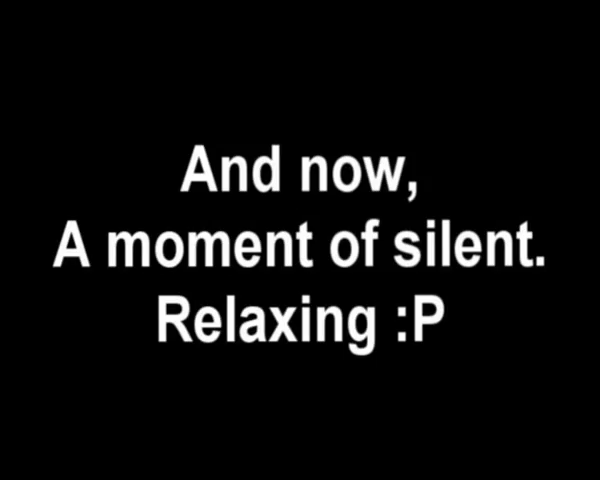 And now,
A moment of silent.
Relaxing :P